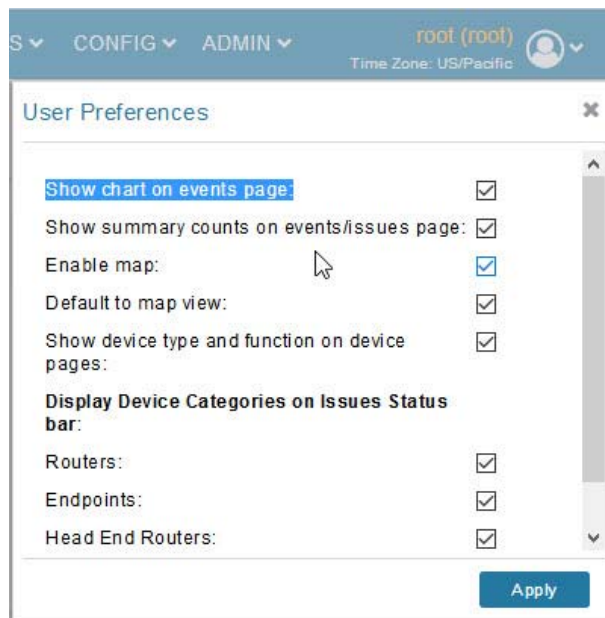 S CONFIG ADMIN root (root)
Time Zone: US/Pacific
User Preferences
Show chart on events page:
Show summary counts on events/issues page:
Enable map:
Default to map view:
Show device type and function on device
pages:
Display Device Categories on Issues Status
bar:
Routers:
Endpoints:
Head End Routers:
Apply